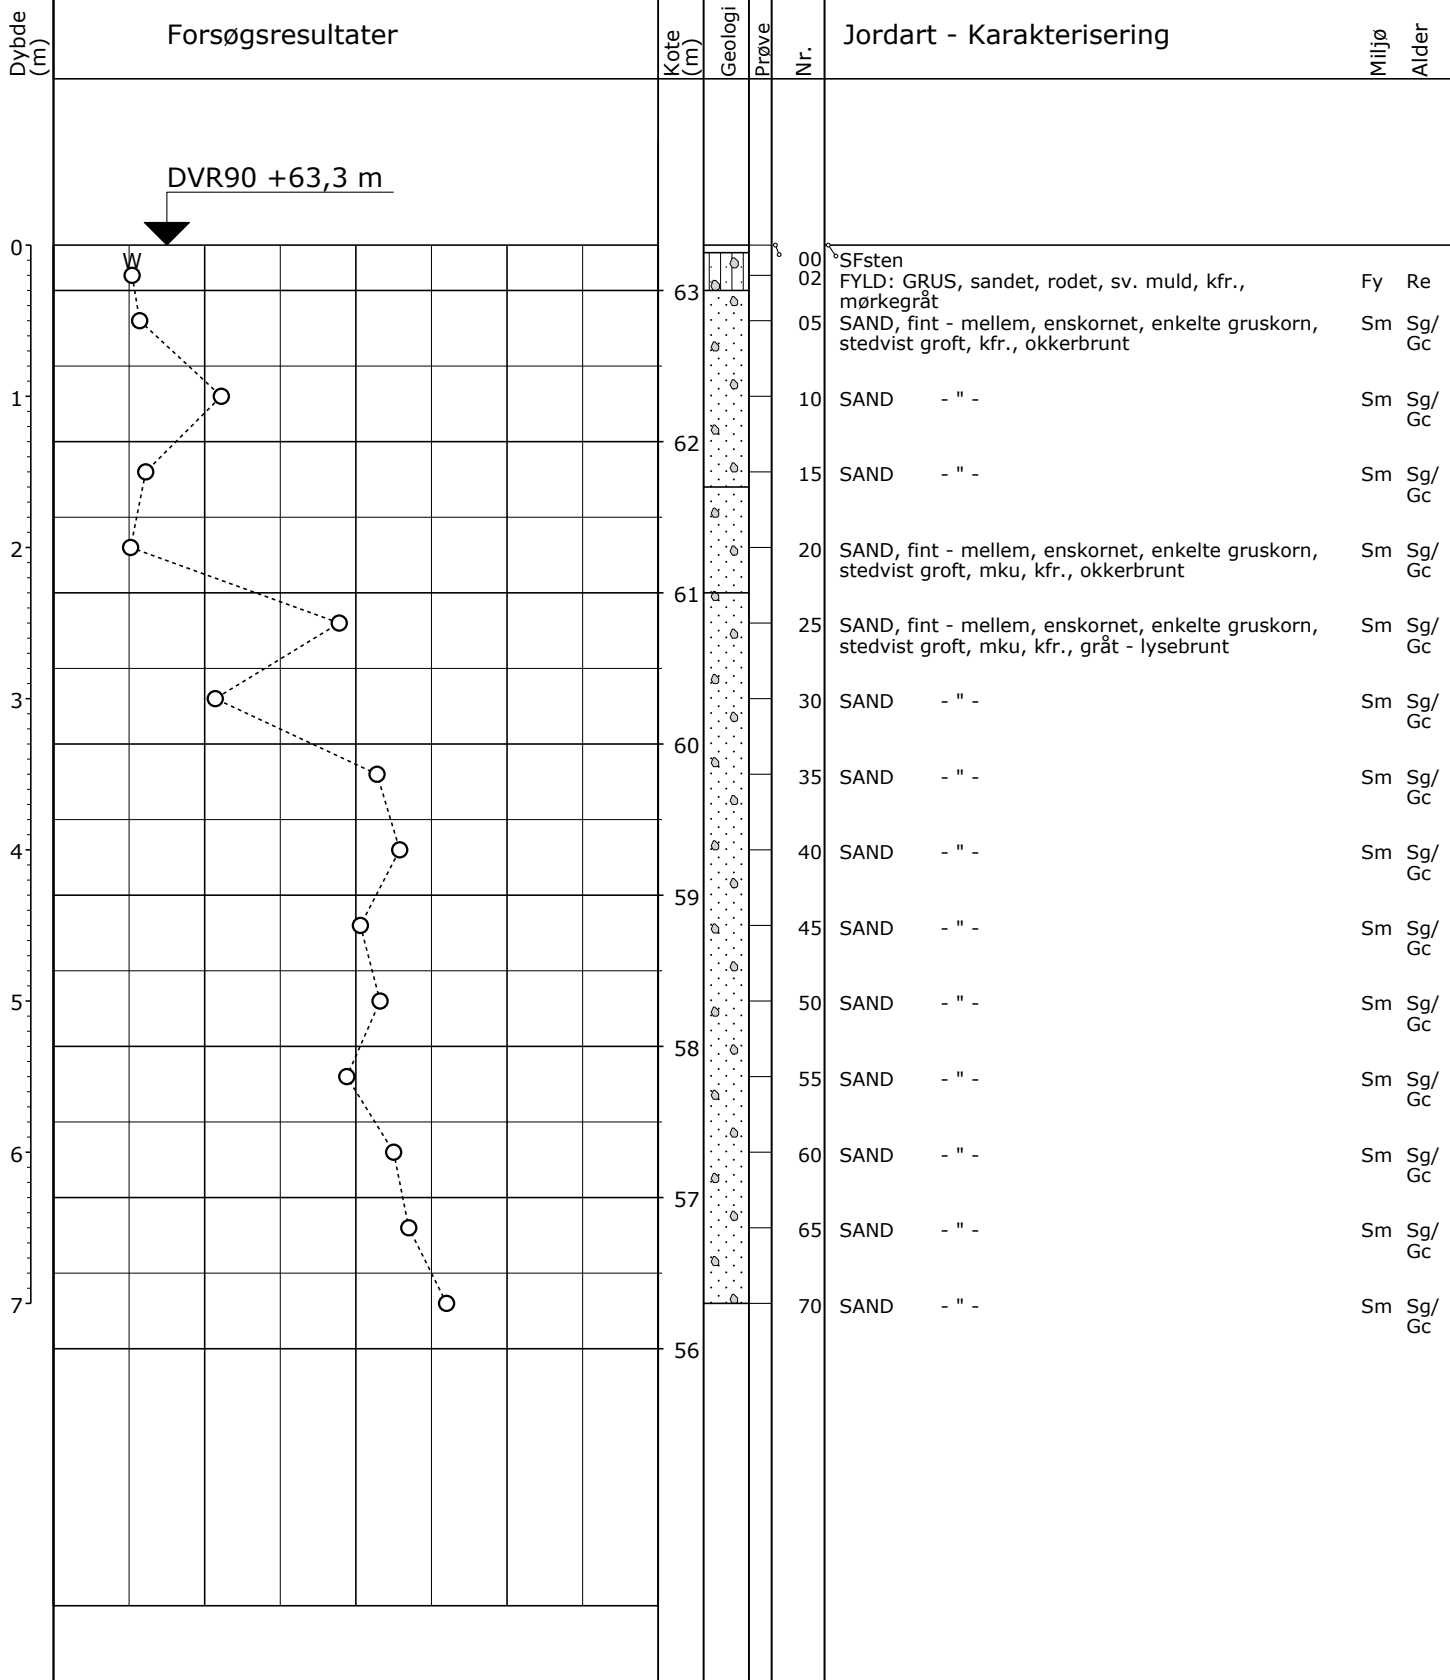 Dybde
(m)
Forsøgsresultater
Kote
(m)
Geologi
Prøve
Nr.
Jordart - Karakterisering
Miljø
Alder
DVR90 +63,3 m
0
W
00 SFsten
02 FYLD: GRUS, sandet, rodet, sv. muld, kfr., Fy Re
mørkegråt
63
05 SAND, fint - mellem, enskornet, enkelte gruskorn, Sm Sg/
stedvist groft, kfr., okkerbrunt Gc
1 10 SAND - " - Sm Sg/
Gc
62
15 SAND - " - Sm Sg/
Gc
2 20 SAND, fint - mellem, enskornet, enkelte gruskorn, Sm Sg/
stedvist groft, mku, kfr., okkerbrunt Gc
61
25 SAND, fint - mellem, enskornet, enkelte gruskorn, Sm Sg/
stedvist groft, mku, kfr., gråt - lysebrunt Gc
3 30 SAND - " - Sm Sg/
Gc
60
35 SAND - " - Sm Sg/
Gc
4 40 SAND - " - Sm Sg/
Gc
59
45 SAND - " - Sm Sg/
Gc
5 50 SAND - " - Sm Sg/
Gc
58
55 SAND - " - Sm Sg/
Gc
6 60 SAND - " - Sm Sg/
Gc
57
65 SAND - " - Sm Sg/
Gc
7 70 SAND - " - Sm Sg/
Gc
56